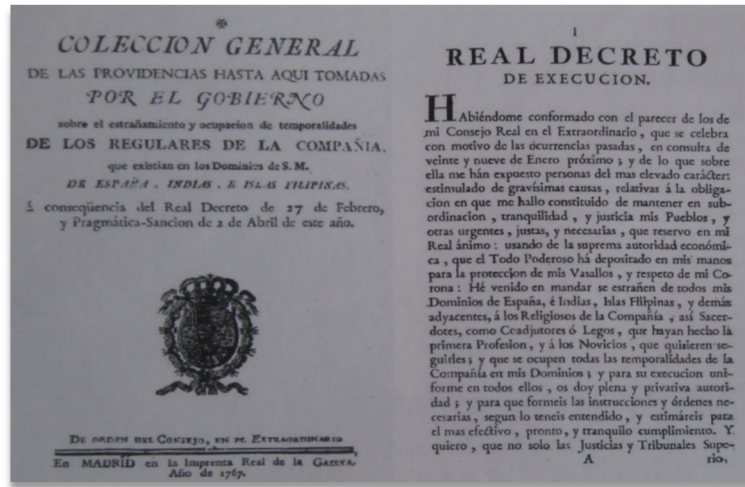 COLECCION GENERAL
DE LAS PROVIDENCIAS HASTA AQUI TOMADAS
POR EL GOBIERNO
sobre el estrañamiento y ocupacion de temporalidades
DE LOS REGULARES DE LA COMPAÑIA,
que existian en los Dominios de S. M.
DE ESPAÑA, INDIAS, E ISLAS FILIPINAS,
á conseqüencia del Real Decreto de 27 de Febrero,
y Pragmática-Sancion de 2 de Abril de este año.
DE ORDEN DEL CONSEJO, EN EL EXTRAORDINARIO
En MADRID en la Imprenta Real de la GAZETA.
Año de 1767.
I
REAL DECRETO
DE EXECUCION.
HAbiéndome conformado con el parecer de los de
mi Consejo Real en el Extraordinario, que se celebra
con motivo de las ocurrencias pasadas, en consulta de
veinte y nueve de Enero próximo; y de lo que sobre
ella me han expuesto personas del mas elevado carácter:
estimulado de gravísimas causas, relativas á la obliga-
cion en que me hallo constituido de mantener en sub-
ordinacion, tranquilidad, y justicia mis Pueblos, y
otras urgentes, justas, y necesarias, que reservo en mi
Real ánimo: usando de la suprema autoridad económi-
ca, que el Todo Poderoso há depositado en mis manos
para la proteccion de mis Vasallos, y respeto de mi Co-
rona: Hé venido en mandar se estrañen de todos mis
Dominios de España, é Indias, Islas Filipinas, y demás
adyacentes, á los Religiosos de la Compañía, así Sacer-
dotes, como Coadjutores ó Legos, que hayan hecho la
primera Profesion, y á los Novicios, que quisieren se-
guirles; y que se ocupen todas las temporalidades de la
Compañía en mis Dominios; y para su execucion uni-
forme en todos ellos, os doy plena y privativa autori-
dad; y para que formeis las instrucciones y órdenes ne-
cesarias, segun lo teneis entendido, y estimáreis para
el mas efectivo, pronto, y tranquilo cumplimiento. Y
quiero, que no solo las Justicias y Tribunales Supe-
A rio,